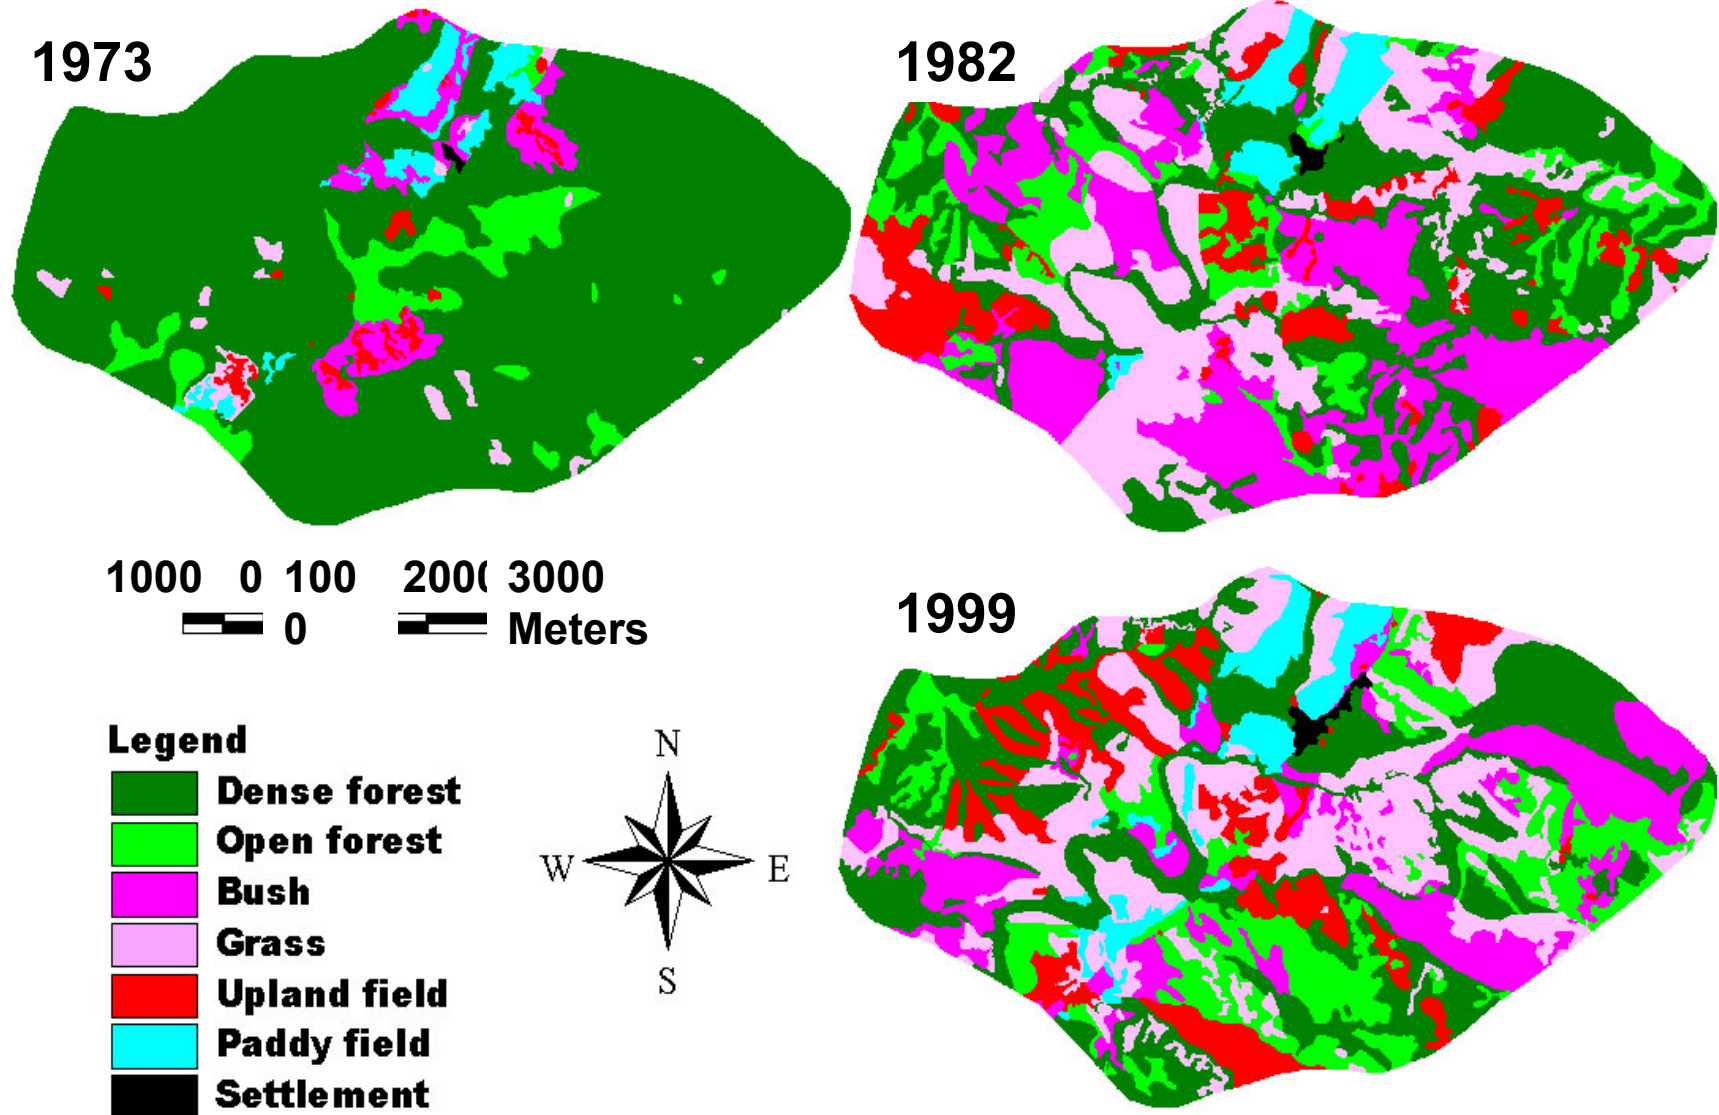 1973
1982
1000 0 100 2000 3000
0 Meters
1999
Legend
Dense forest
Open forest
Bush
Grass
Upland field
Paddy field
Settlement
N
W E
S